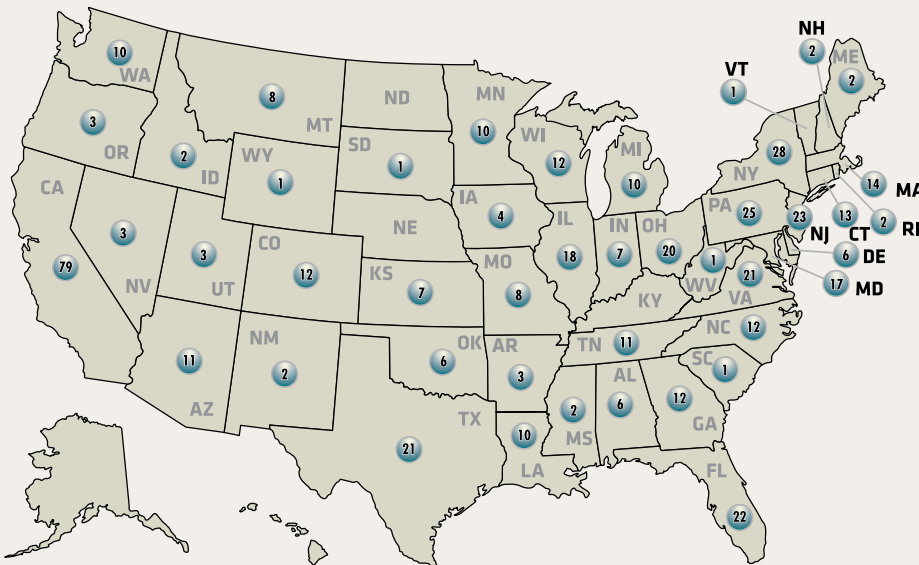 NH
2
ME
2
VT
1
10
WA
8
MT
ND
MN
10
3
OR
2
ID
WY
1
SD
1
WI
12
MI
10
28
NY
14
MA
CA
79
3
NV
3
UT
CO
12
NE
IA
4
IL
18
IN
7
OH
20
PA
25
23
NJ
13
CT
2
RI
6
DE
17
MD
KS
7
MO
8
KY
1
WV
21
VA
11
AZ
NM
2
OK
6
AR
3
TN
11
NC
12
SC
1
TX
21
10
LA
2
MS
AL
6
12
GA
FL
22